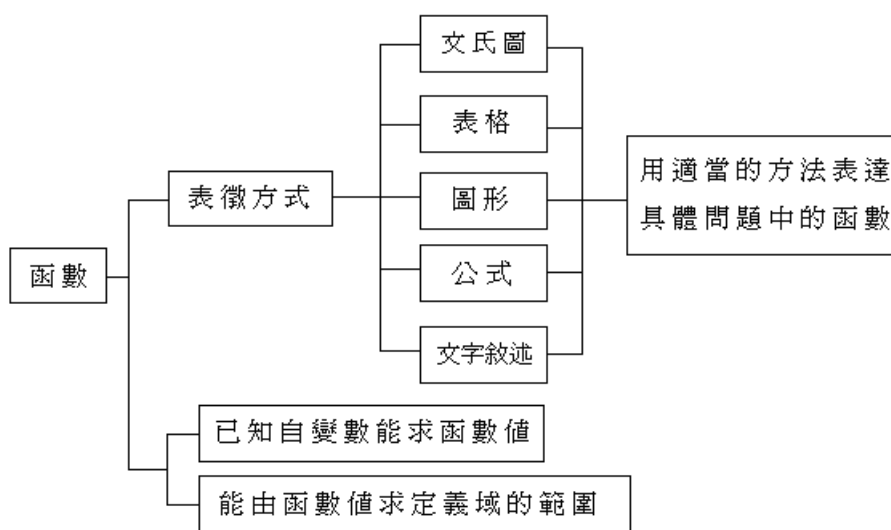 函數
表徵方式
文氏圖
表格
圖形
公式
文字敘述
用適當的方法表達
具體問題中的函數
已知自變數能求函數值
能由函數值求定義域的範圍